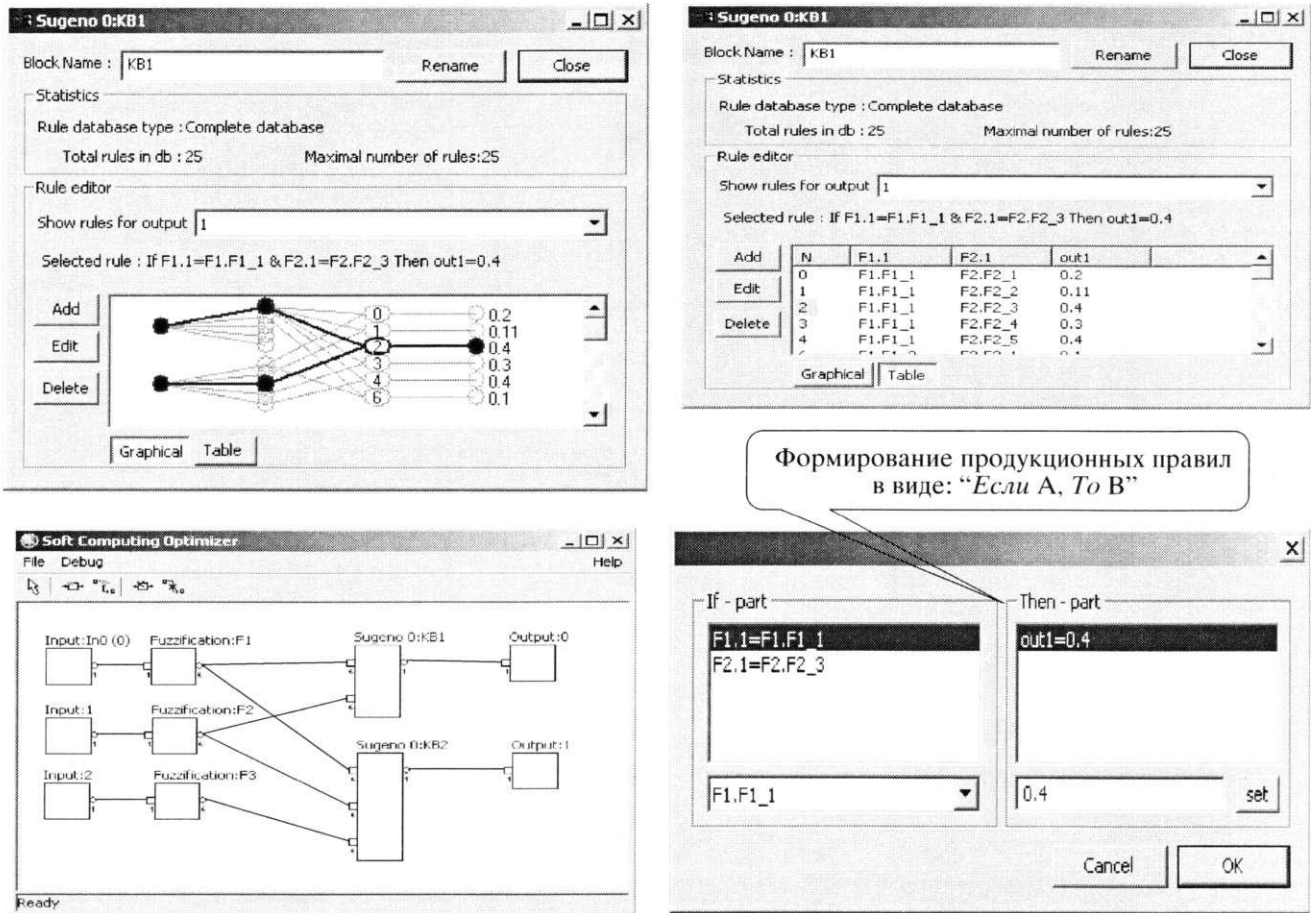 Sugeno 0:KB1
Block Name : KB1 Rename Close
Statistics
Rule database type :Complete database
Total rules in db : 25 Maximal number of rules:25
Rule editor
Show rules for output 1
Selected rule : If F1.1=F1.F1_1 & F2.1=F2.F2_3 Then out1=0.4
Add
Edit
Delete
0 0.2
1 0.11
2 0.4
3 0.3
4 0.4
6 0.1
Graphical Table
Sugeno 0:KB1
Block Name : KB1 Rename Close
Statistics
Rule database type : Complete database
Total rules in db : 25 Maximal number of rules:25
Rule editor
Show rules for output 1
Selected rule : If F1.1=F1.F1_1 & F2.1=F2.F2_3 Then out1=0.4
Add
Edit
Delete
N F1.1 F2.1 out1
0 F1.F1_1 F2.F2_1 0.2
1 F1.F1_1 F2.F2_2 0.11
2 F1.F1_1 F2.F2_3 0.4
3 F1.F1_1 F2.F2_4 0.3
4 F1.F1_1 F2.F2_5 0.4
Graphical Table
Формирование продукционных правил
в виде: “Если А, То В”
Soft Computing Optimizer
File Debug Help
Input:In0 (0) Fuzzification:F1 Sugeno 0:KB1 Output:0
Input:1 Fuzzification:F2
Sugeno 0:KB2 Output:1
Input:2 Fuzzification:F3
Ready
If - part Then - part
F1.1=F1.F1_1 out1=0.4
F2.1=F2.F2_3
F1.F1_1 0.4 set
Cancel OK